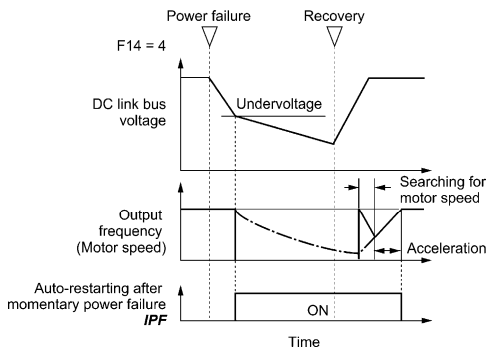 Power failure
Recovery
F14 = 4
DC link bus
voltage
Undervoltage
Searching for
motor speed
Output
frequency
(Motor speed)
Acceleration
Auto-restarting after
momentary power failure
IPF
ON
Time